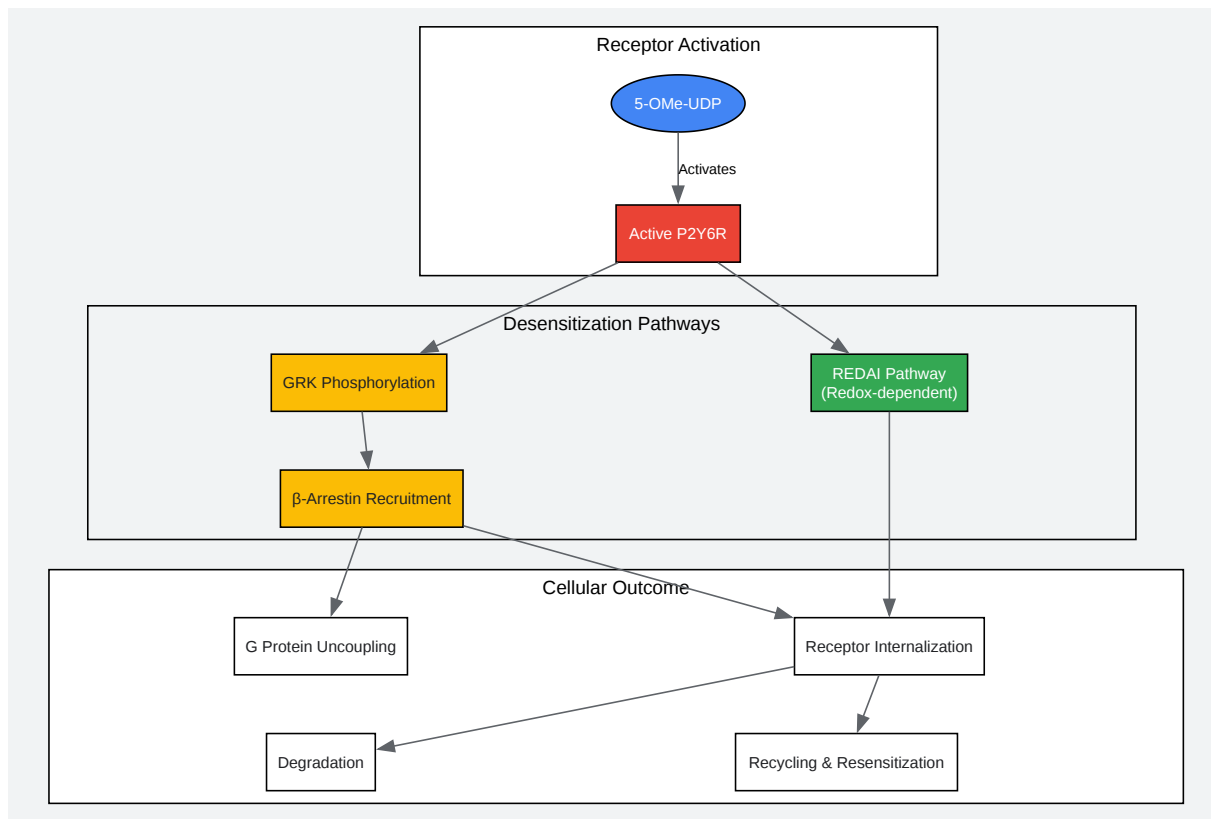 Receptor Activation
5-OMe-UDP
Activates
Active P2Y6R
Desensitization Pathways
GRK Phosphorylation
REDAI Pathway
(Redox-dependent)
β-Arrestin Recruitment
Cellular Outcome
G Protein Uncoupling
Receptor Internalization
Degradation
Recycling & Resensitization